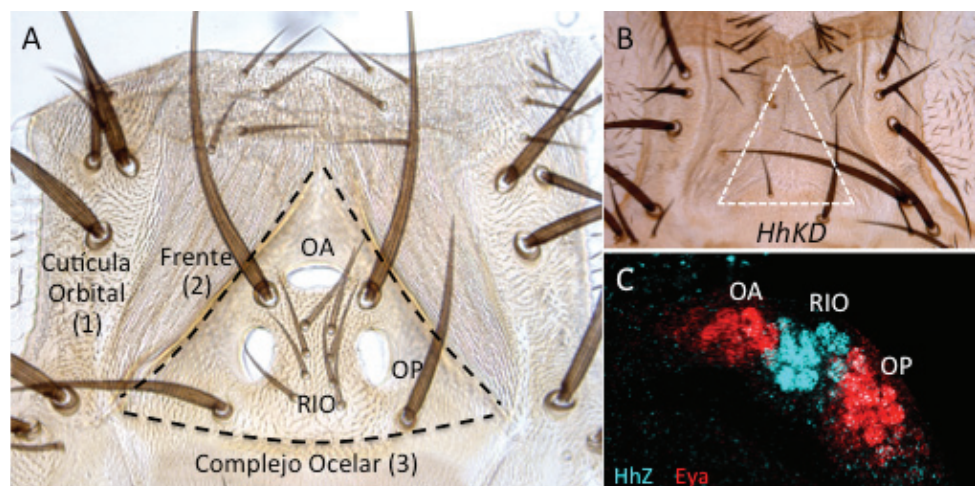 A
OA
Cutícula
Orbital
(1)
Frente
(2)
OP
RIO
Complejo Ocelar (3)
B
HhKD
C
OA
RIO
OP
HhZ Eya